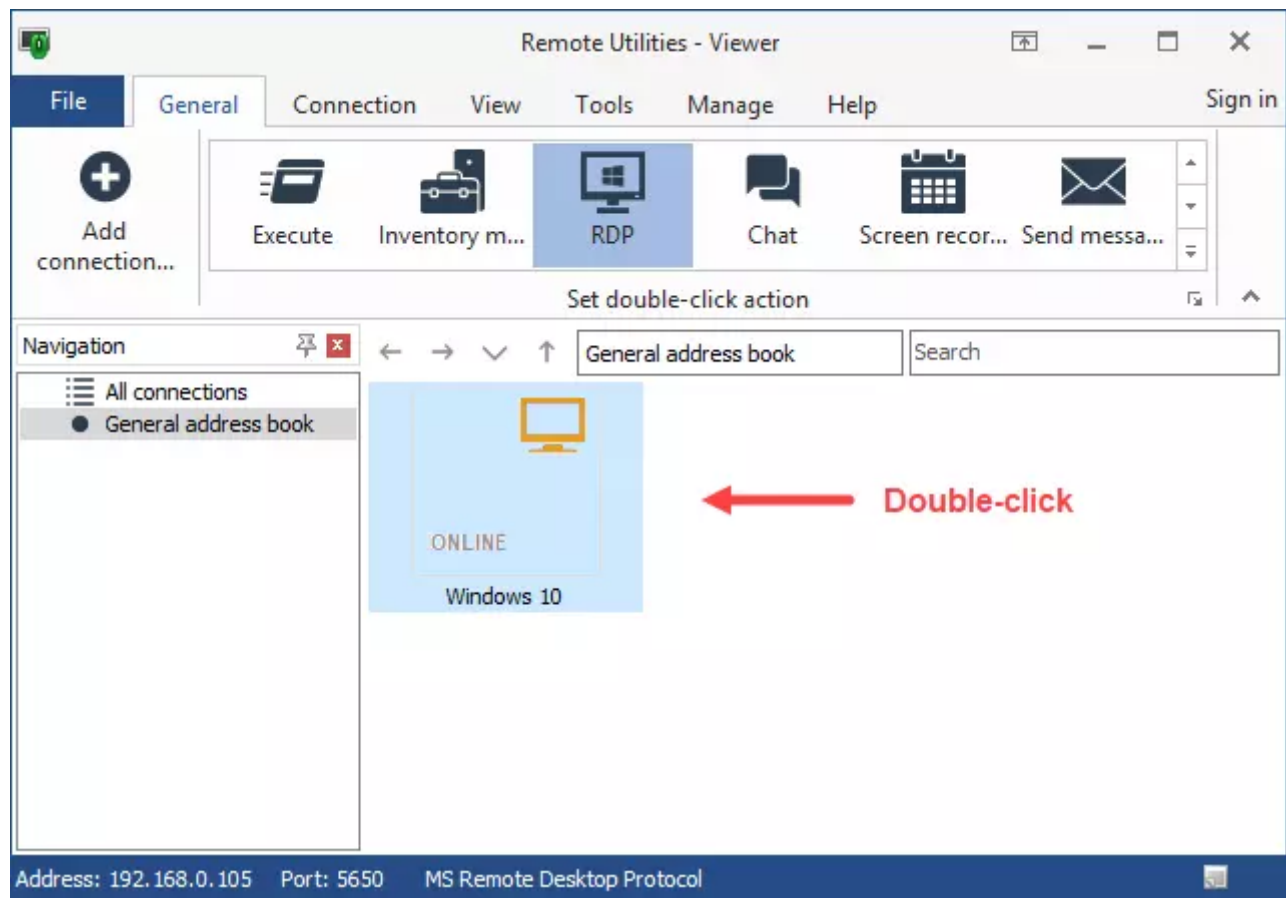 Remote Utilities - Viewer
File General Connection View Tools Manage Help Sign in
Add connection...
Execute Inventory m... RDP Chat Screen recor... Send messa...
Set double-click action
Navigation
General address book Search
All connections
General address book
Double-click
ONLINE
Windows 10
Address: 192.168.0.105 Port: 5650 MS Remote Desktop Protocol